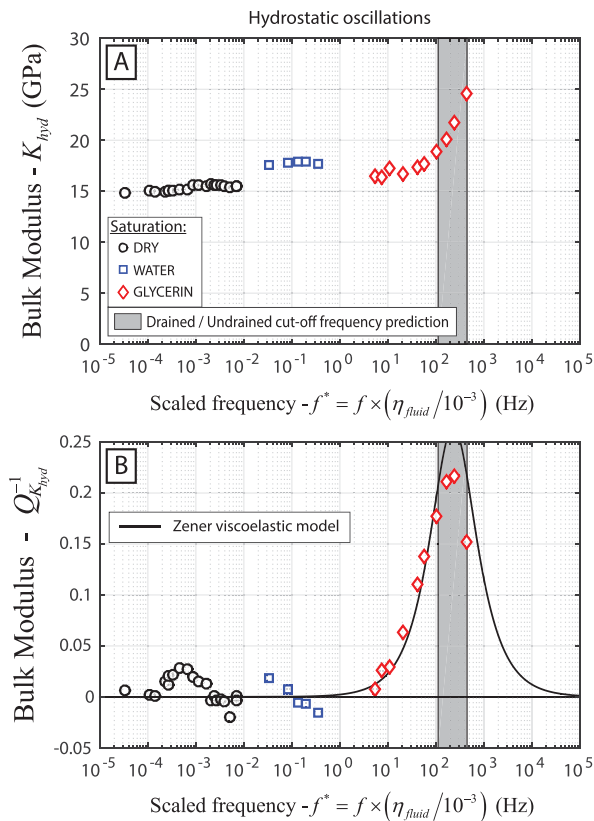 Hydrostatic oscillations
A
Bulk Modulus - K_hyd (GPa)
30
25
20
15
10
5
0
Saturation:
DRY
WATER
GLYCERIN
Drained / Undrained cut-off frequency prediction
10^-5 10^-4 10^-3 10^-2 10^-1 10^0 10^1 10^2 10^3 10^4 10^5
Scaled frequency - f* = f × (η_fluid/10^-3) (Hz)
B
Bulk Modulus - Q^-1_K_hyd
0.25
0.2
0.15
0.1
0.05
0
-0.05
Zener viscoelastic model
10^-5 10^-4 10^-3 10^-2 10^-1 10^0 10^1 10^2 10^3 10^4 10^5
Scaled frequency - f* = f × (η_fluid/10^-3) (Hz)